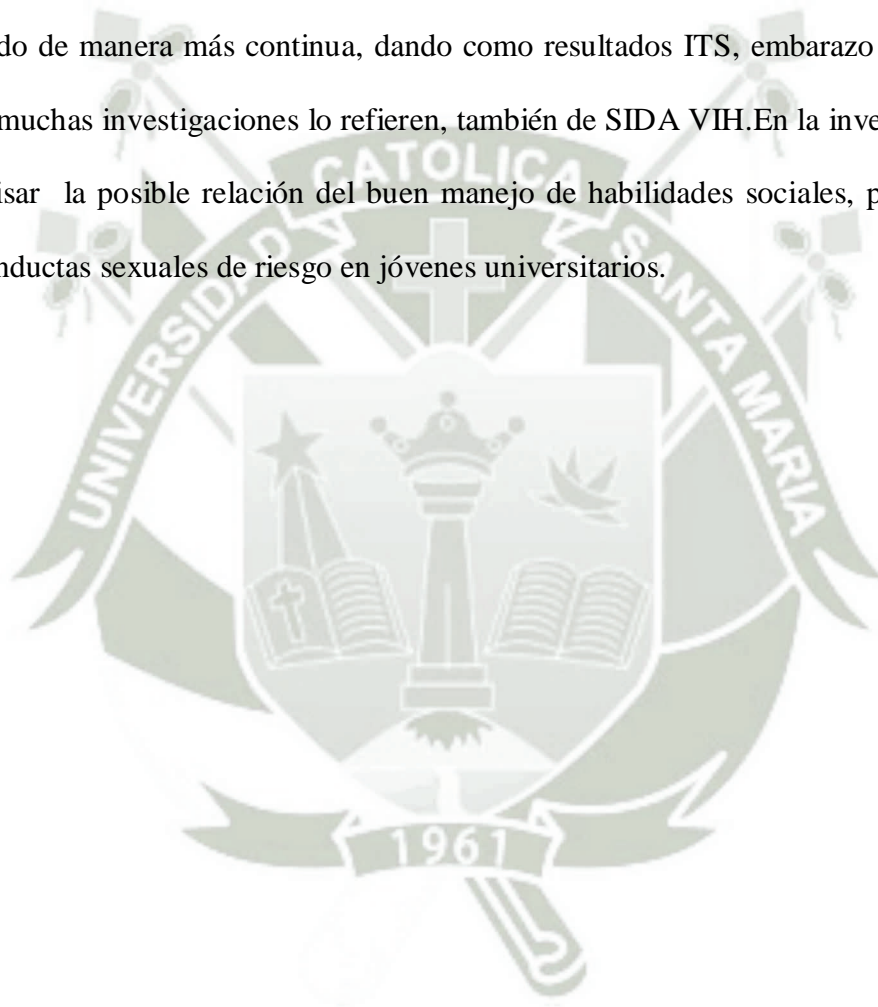 do de manera más continua, dando como resultados ITS, embarazo
muchas investigaciones lo refieren, también de SIDA VIH.En la inve
isar la posible relación del buen manejo de habilidades sociales, p
nductas sexuales de riesgo en jóvenes universitarios.
UNIVERSIDAD CATOLICA SANTA MARIA
1961